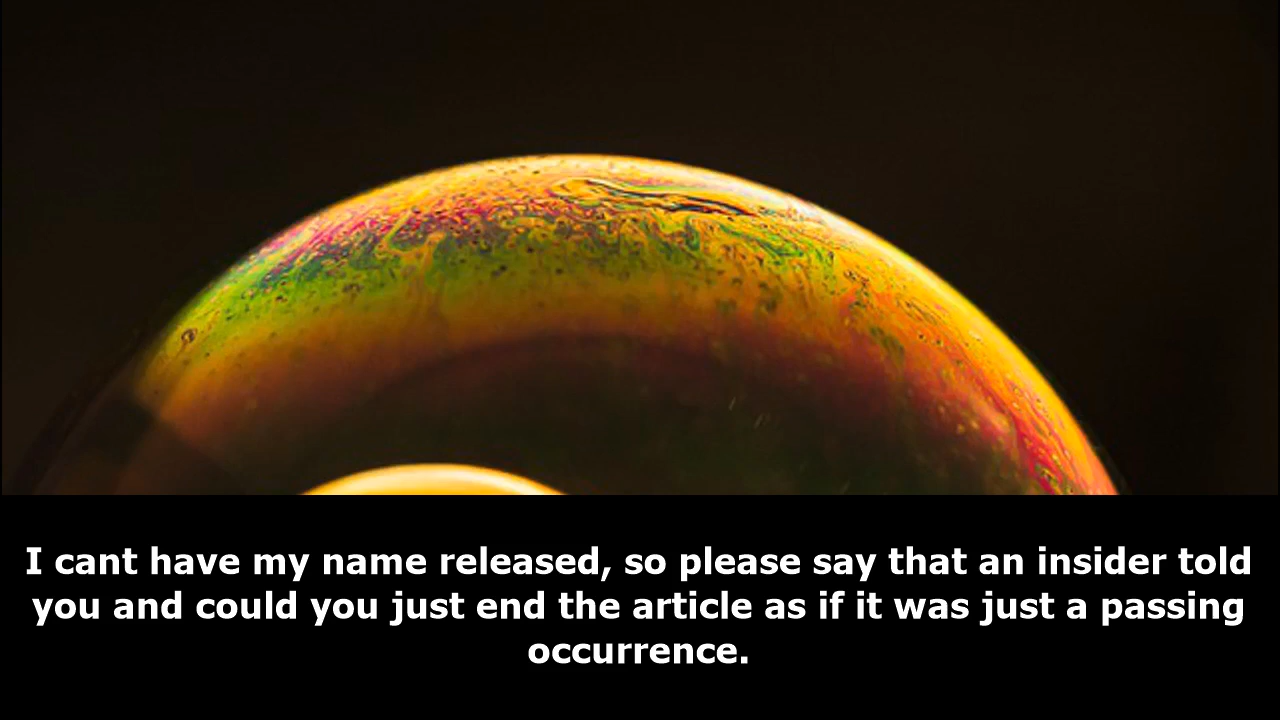 I cant have my name released, so please say that an insider told
you and could you just end the article as if it was just a passing
occurrence.